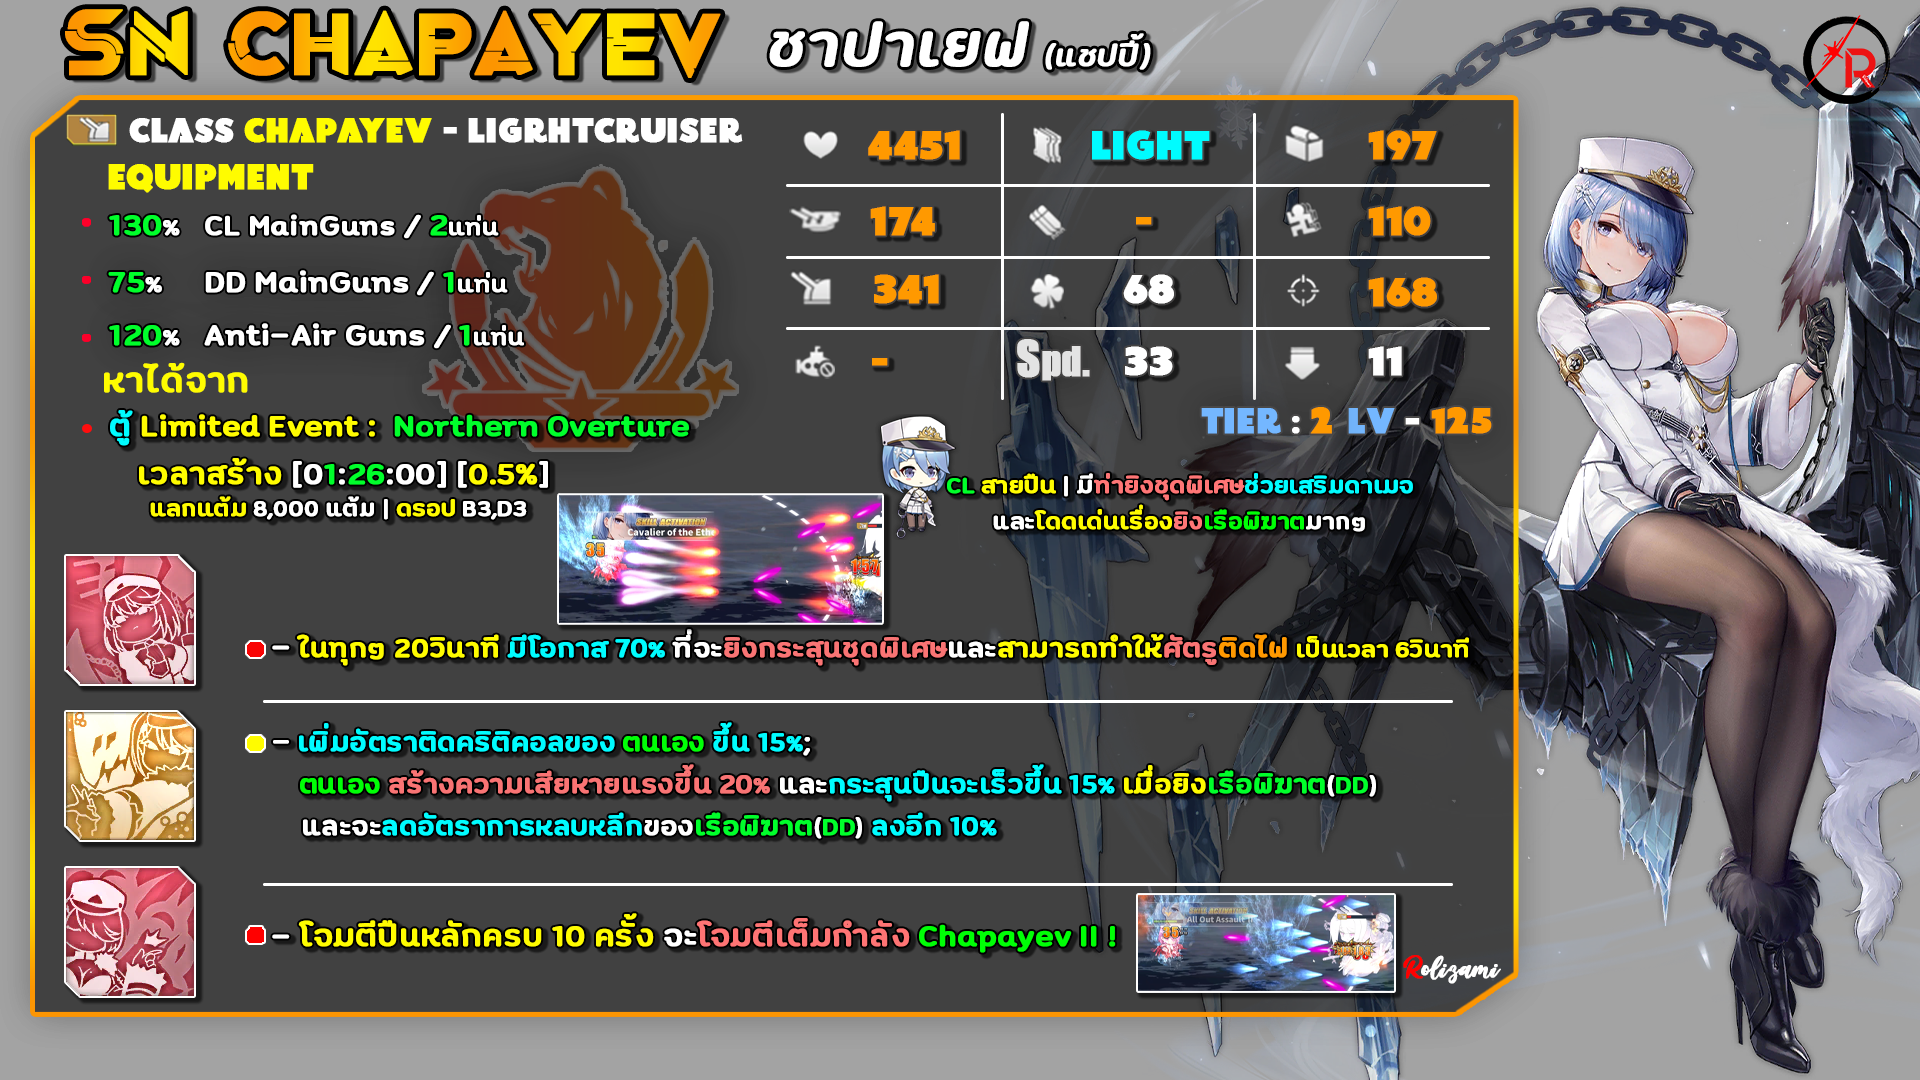 SN CHAPAYEV
ชาปาเยฝ (แชปปี้)
R
CLASS CHAPAYEV - LIGRHTCRUISER
EQUIPMENT
130% CL MainGuns / 2แท่น
75% DD MainGuns / 1แท่น
120% Anti-Air Guns / 1แท่น
หาได้จาก
ตู้ Limited Event : Northern Overture
เวลาสร้าง [01:26:00] [0.5%]
แลกแต้ม 8,000 แต้ม | ดรอป B3,D3
4451 LIGHT 197
174 - 110
341 68 168
- Spd. 33 11
TIER : 2 LV - 125
CL สายปืน | มีท่ายิงชุดพิเศษช่วยเสริมดาเมจ
และโดดเด่นเรื่องยิงเรือพิฆาตมากๆ
SKILL ACTIVATION
Cavalier of the Ethe
35
157
- ในทุกๆ 20วินาที มีโอกาส 70% ที่จะยิงกระสุนชุดพิเศษและสามารถทำให้ศัตรูติดไฟ เป็นเวลา 6วินาที
- เพิ่มอัตราติดคริติคอลของ ตนเอง ขึ้น 15%;
ตนเอง สร้างความเสียหายแรงขึ้น 20% และกระสุนปืนจะเร็วขึ้น 15% เมื่อยิงเรือพิฆาต(DD)
และจะลดอัตราการหลบหลีกของเรือพิฆาต(DD) ลงอีก 10%
- โจมตีปืนหลักครบ 10 ครั้ง จะโจมตีเต็มกำลัง Chapayev II !
SKILL ACTIVATION
All Out Assault
Rolizami